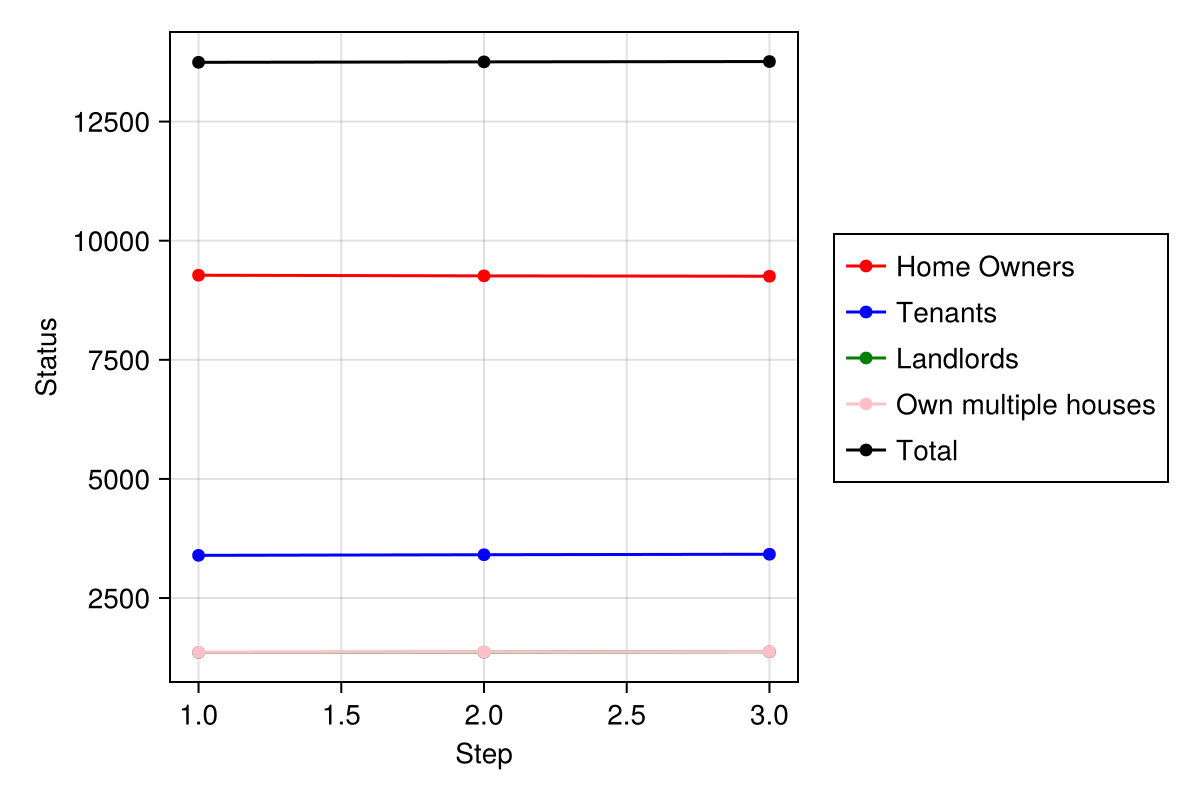 12500
10000
7500
5000
2500
Status
1.0 1.5 2.0 2.5 3.0
Step
Home Owners
Tenants
Landlords
Own multiple houses
Total